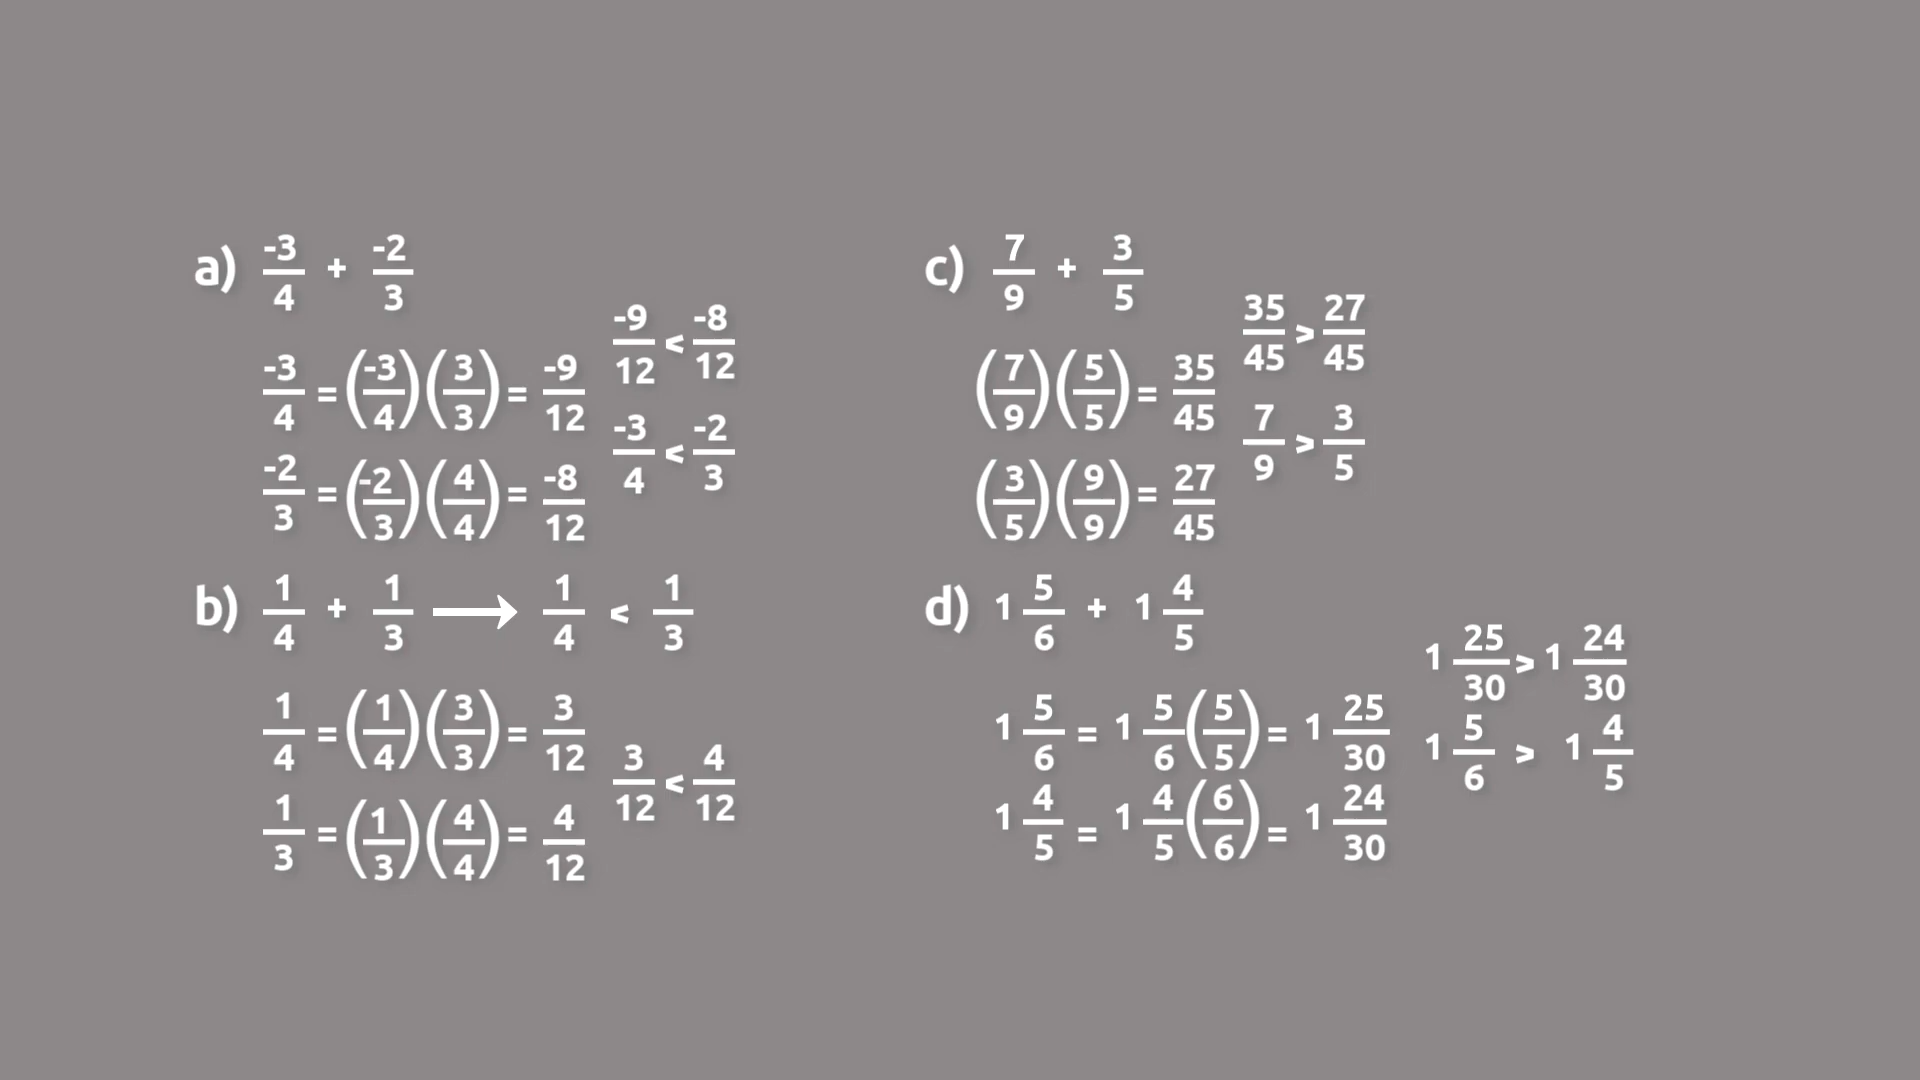 a) -3/4 + -2/3
-3/4 = (-3/4)(3/3) = -9/12
-2/3 = (-2/3)(4/4) = -8/12
-9/12 < -8/12
-3/4 < -2/3
b) 1/4 + 1/3 → 1/4 < 1/3
1/4 = (1/4)(3/3) = 3/12
1/3 = (1/3)(4/4) = 4/12
3/12 < 4/12
c) 7/9 + 3/5
(7/9)(5/5) = 35/45
(3/5)(9/9) = 27/45
35/45 > 27/45
7/9 > 3/5
d) 1 5/6 + 1 4/5
1 5/6 = 1 5/6 (5/5) = 1 25/30
1 4/5 = 1 4/5 (6/6) = 1 24/30
1 25/30 > 1 24/30
1 5/6 > 1 4/5